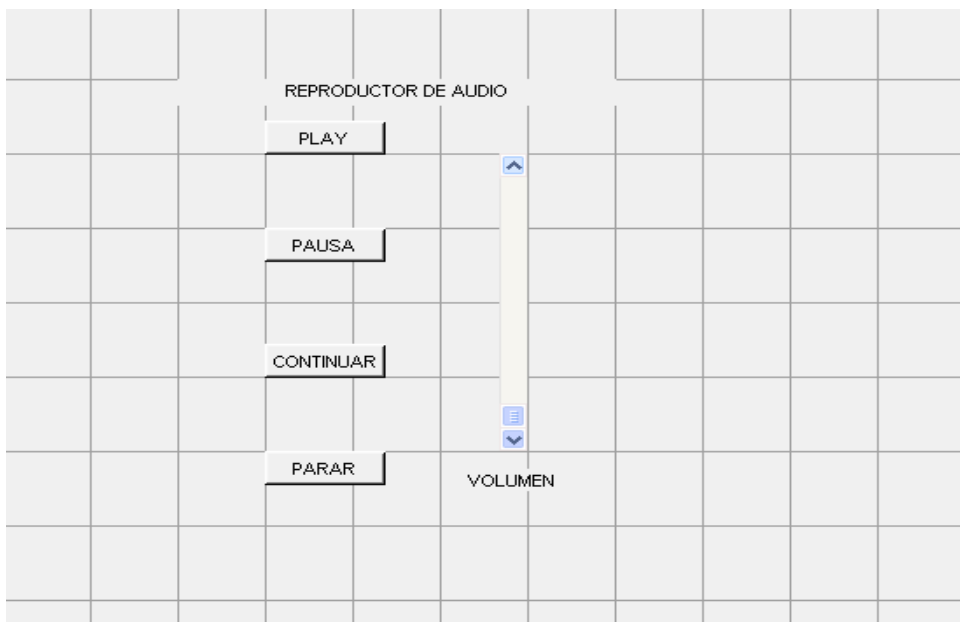 REPRODUCTOR DE AUDIO
PLAY
PAUSA
CONTINUAR
PARAR
VOLUMEN